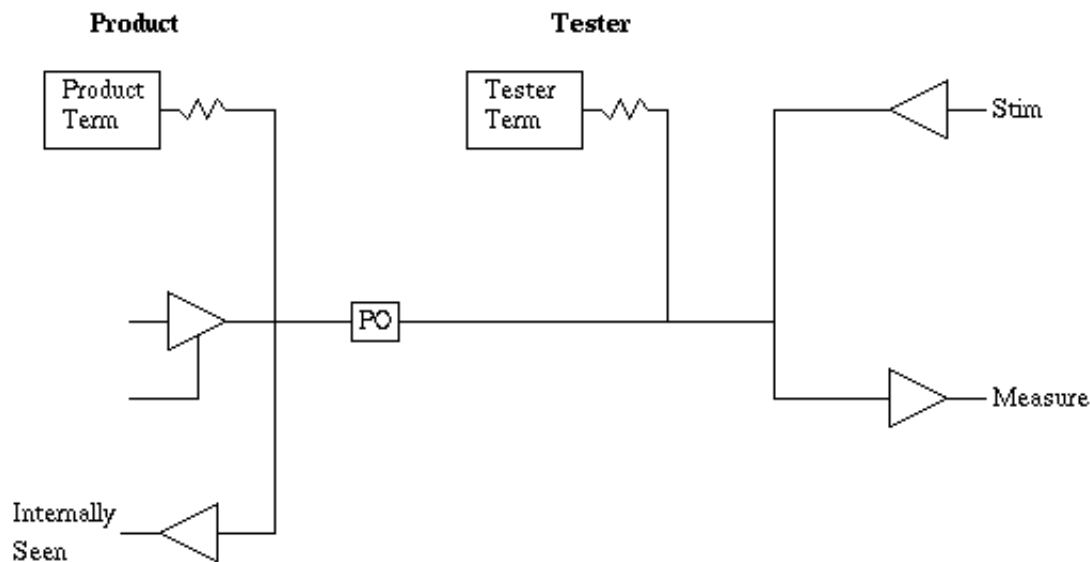 Product
Tester
Product
Term
Tester
Term
Stim
PO
Measure
Internally
Seen